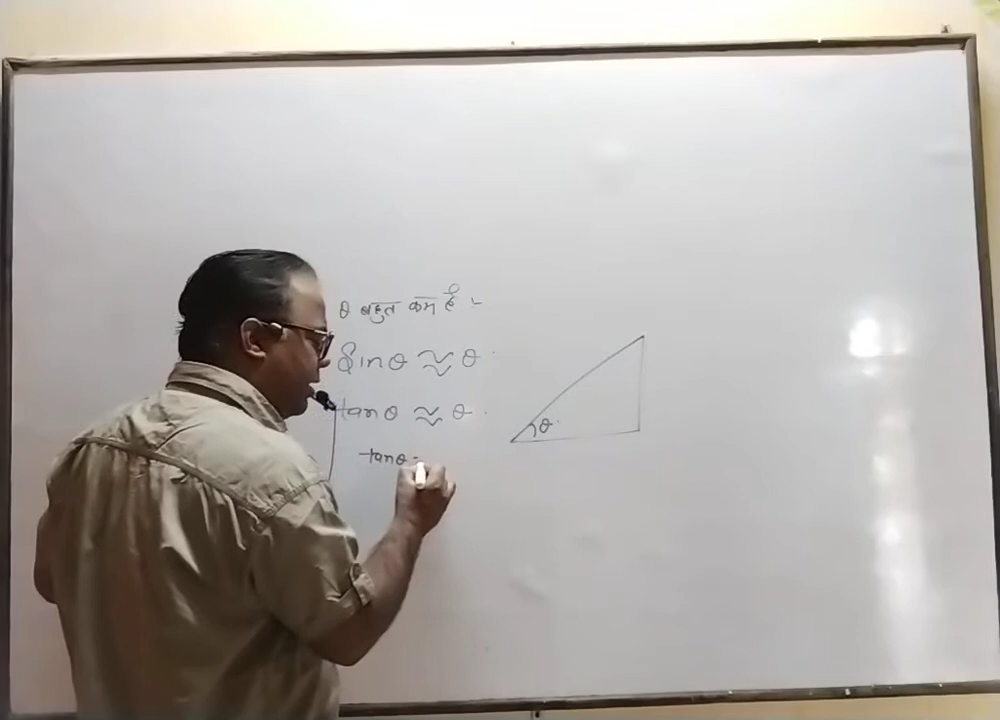 θ बहुत कम है :-
sinθ ≈ θ
tanθ ≈ θ
tanθ =
θ